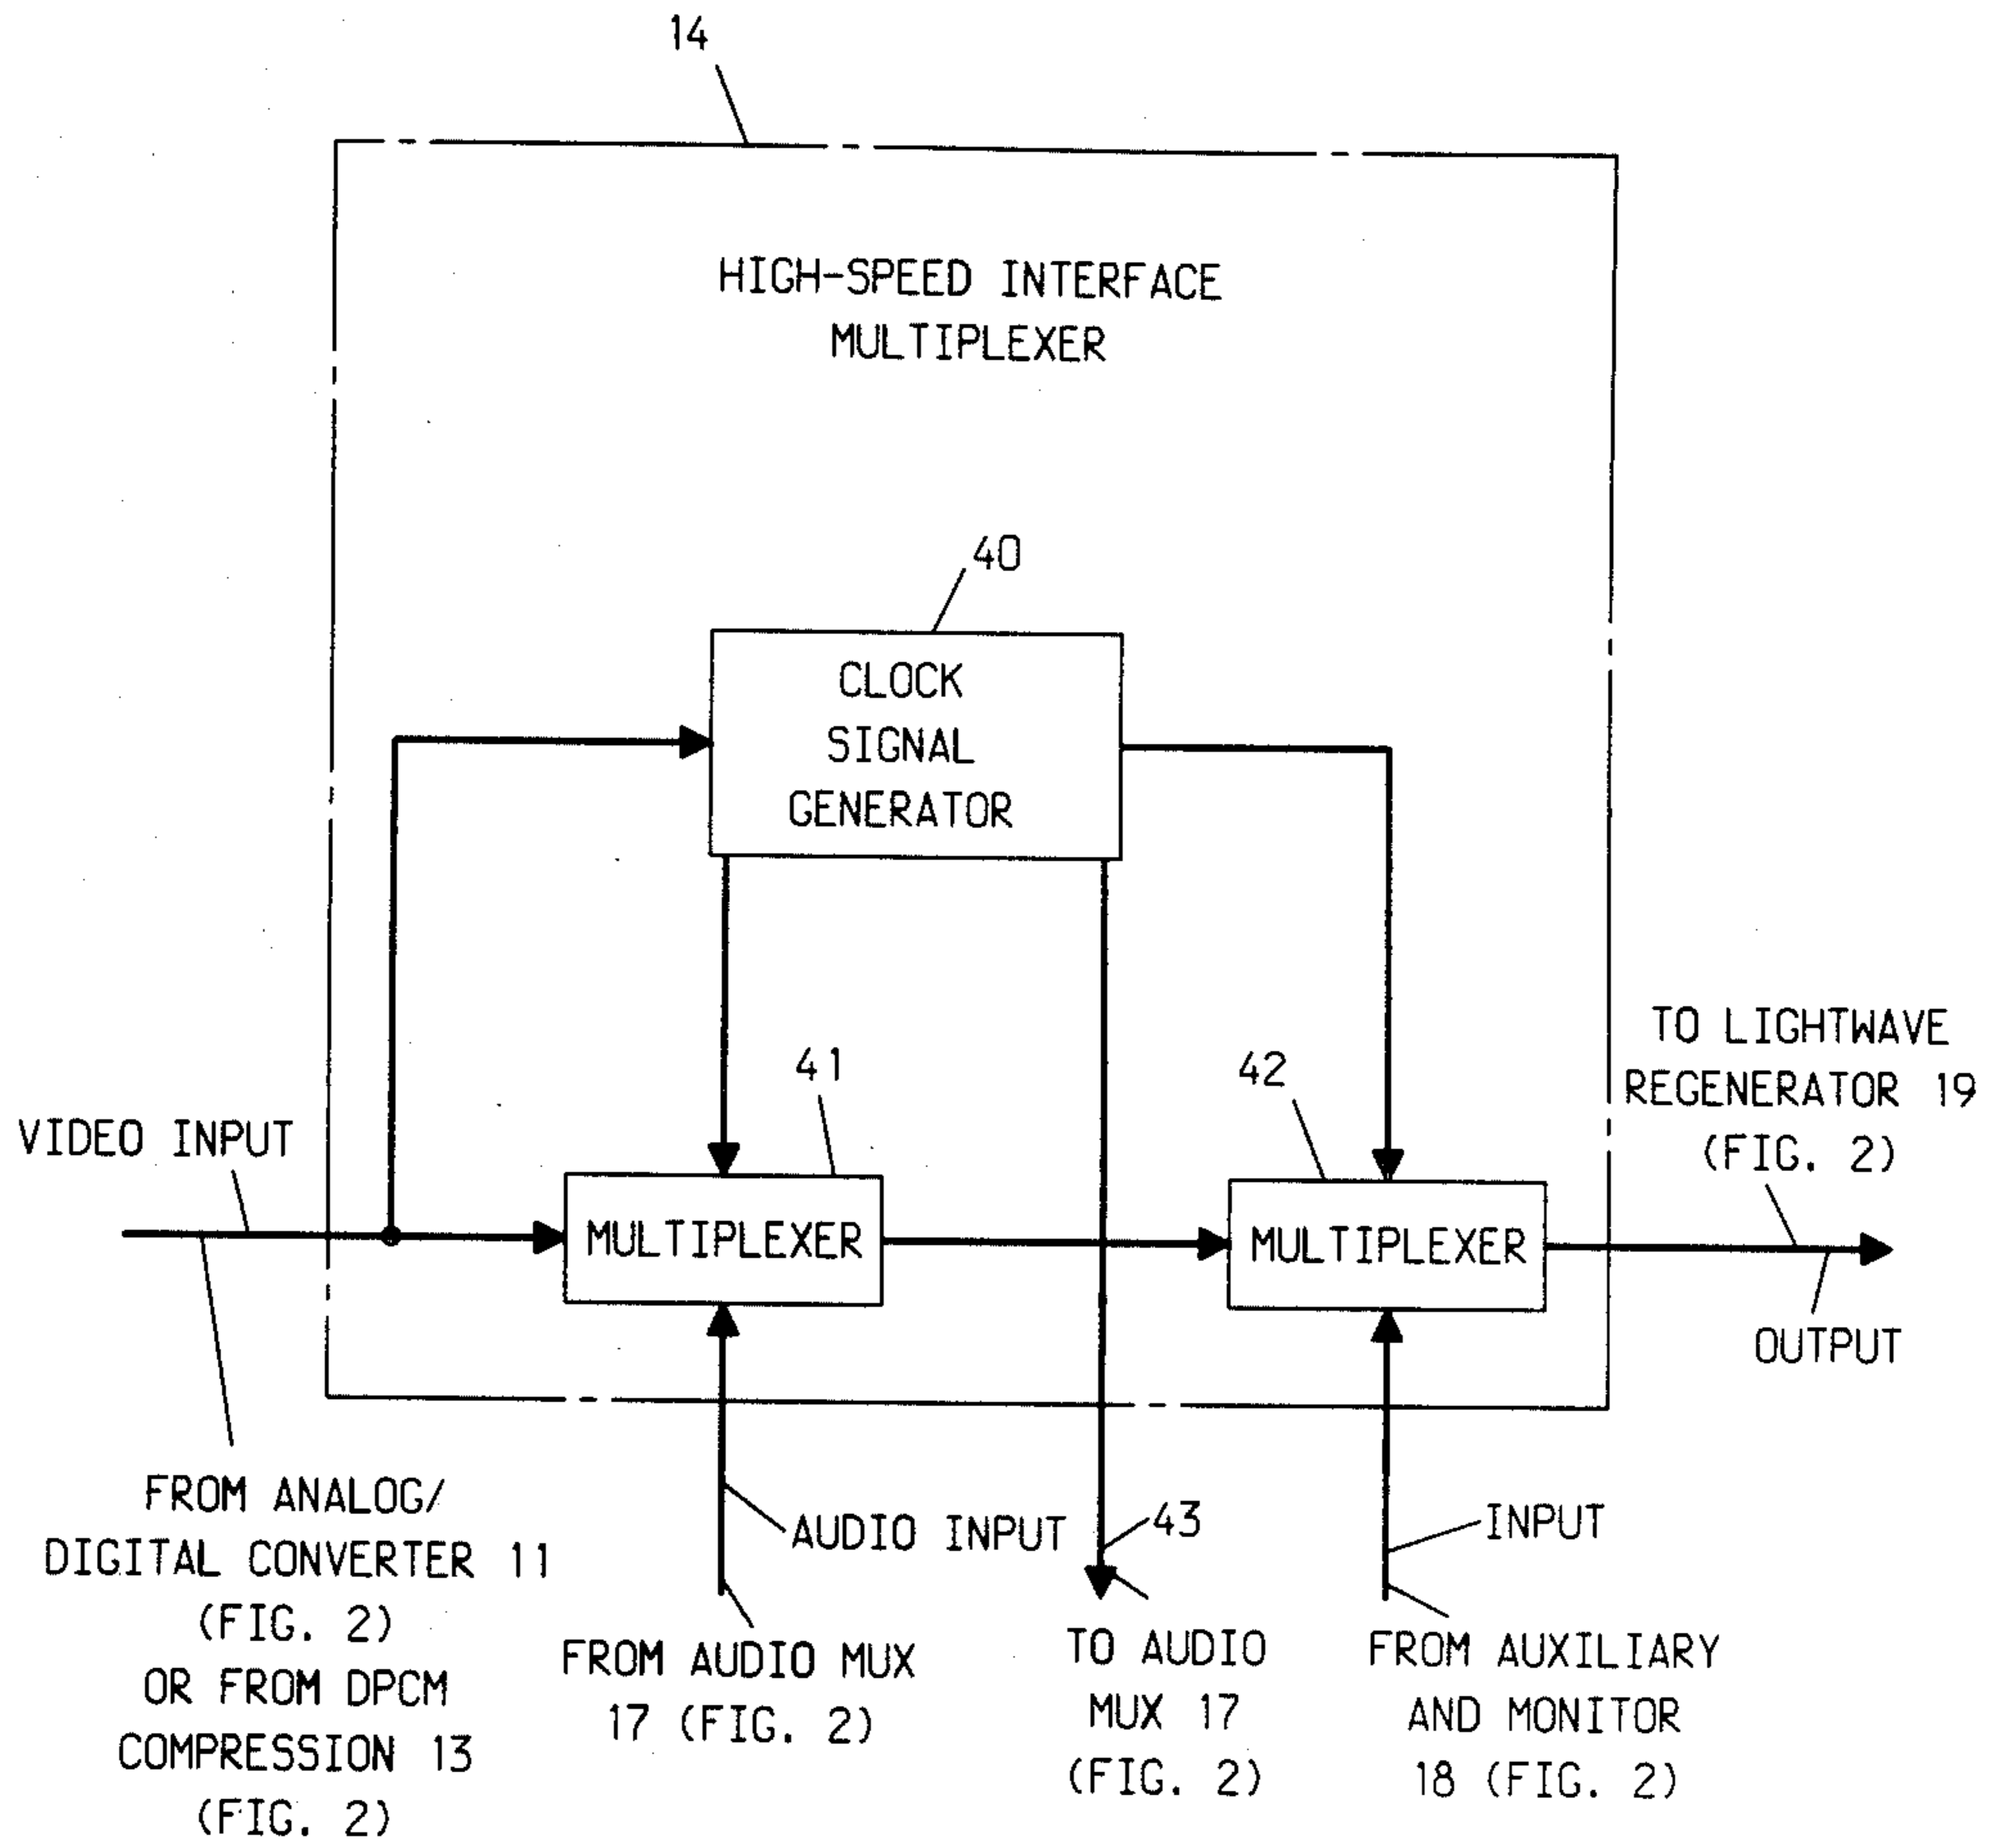 14
HIGH-SPEED INTERFACE
MULTIPLEXER
40
CLOCK
SIGNAL
GENERATOR
41
42
TO LIGHTWAVE
REGENERATOR 19
(FIG. 2)
VIDEO INPUT
MULTIPLEXER
MULTIPLEXER
OUTPUT
FROM ANALOG/
DIGITAL CONVERTER 11
(FIG. 2)
OR FROM DPCM
COMPRESSION 13
(FIG. 2)
AUDIO INPUT
43
INPUT
FROM AUDIO MUX
17 (FIG. 2)
TO AUDIO
MUX 17
(FIG. 2)
FROM AUXILIARY
AND MONITOR
18 (FIG. 2)